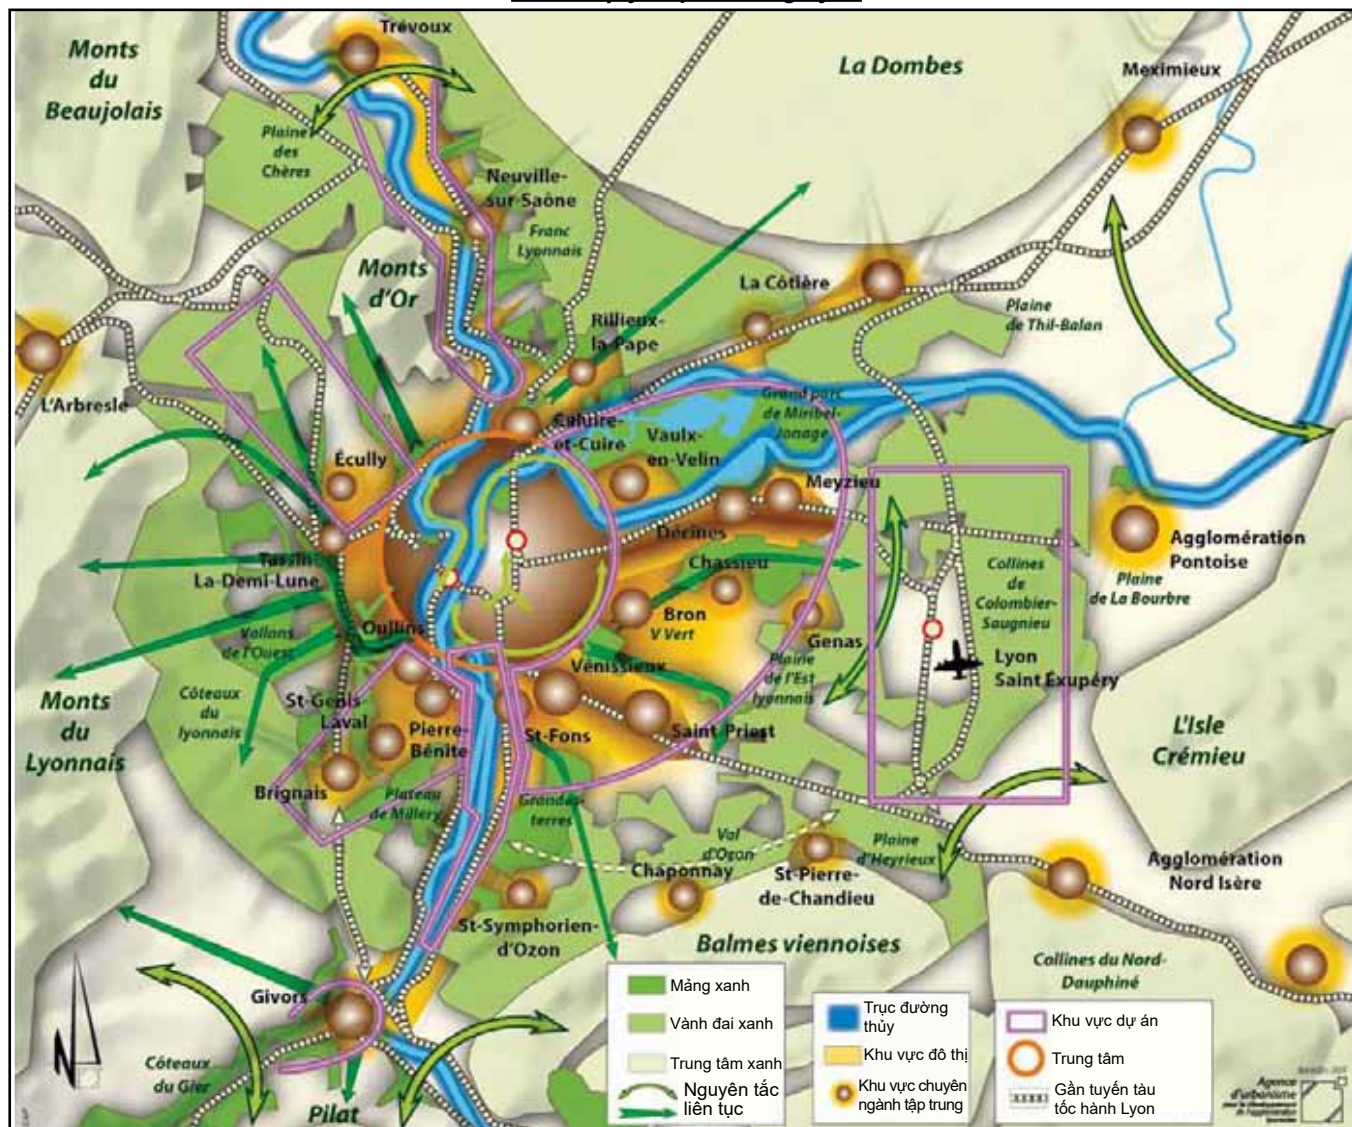 Trévoux
Monts
du
Beaujolais
La Dombes
Meximieux
Plaine
des
Chères
Neuville-
sur-Saône
Franc
Lyonnais
Monts
d'Or
La Côtière
Plaine
de Thil-Balan
Rillieux-
la-Pape
L'Arbresle
Grand parc
de Miribel-
Jonage
Caluire-
et-Cuire
Vaulx-
en-Velin
Écully
Meyzieu
Décines
Agglomération
Pontoise
Tassin
La-Demi-Lune
Chassieu
Collines
de
Colombier-
Saugnieu
Plaine
de La Bourbre
Oullins
Bron
V Vert
Genas
Vallons
de l'Ouest
Vénissieux
Plaine
de l'Est
lyonnais
Lyon
Saint Exupéry
Côteaux
du
lyonnais
St-Genis-
Laval
Monts
du
Lyonnais
Pierre-
Bénite
St-Fons
Saint-Priest
L'Isle
Crémieu
Brignais
Plateau
de Millery
Grandes-
terres
Val
d'Ozon
Plaine
d'Heyrieux
Chaponnay
St-Pierre-
de-Chandieu
Agglomération
Nord Isère
St-Symphorien-
d'Ozon
Balmes viennoises
Collines du Nord-
Dauphiné
Givors
Côteaux
du Gier
Pilat
N
Mảng xanh
Vành đai xanh
Trung tâm xanh
Nguyên tắc
liên tục
Trục đường
thủy
Khu vực đô thị
Khu vực chuyên
ngành tập trung
Khu vực dự án
Trung tâm
Gần tuyến tàu
tốc hành Lyon
Agence
d'urbanisme